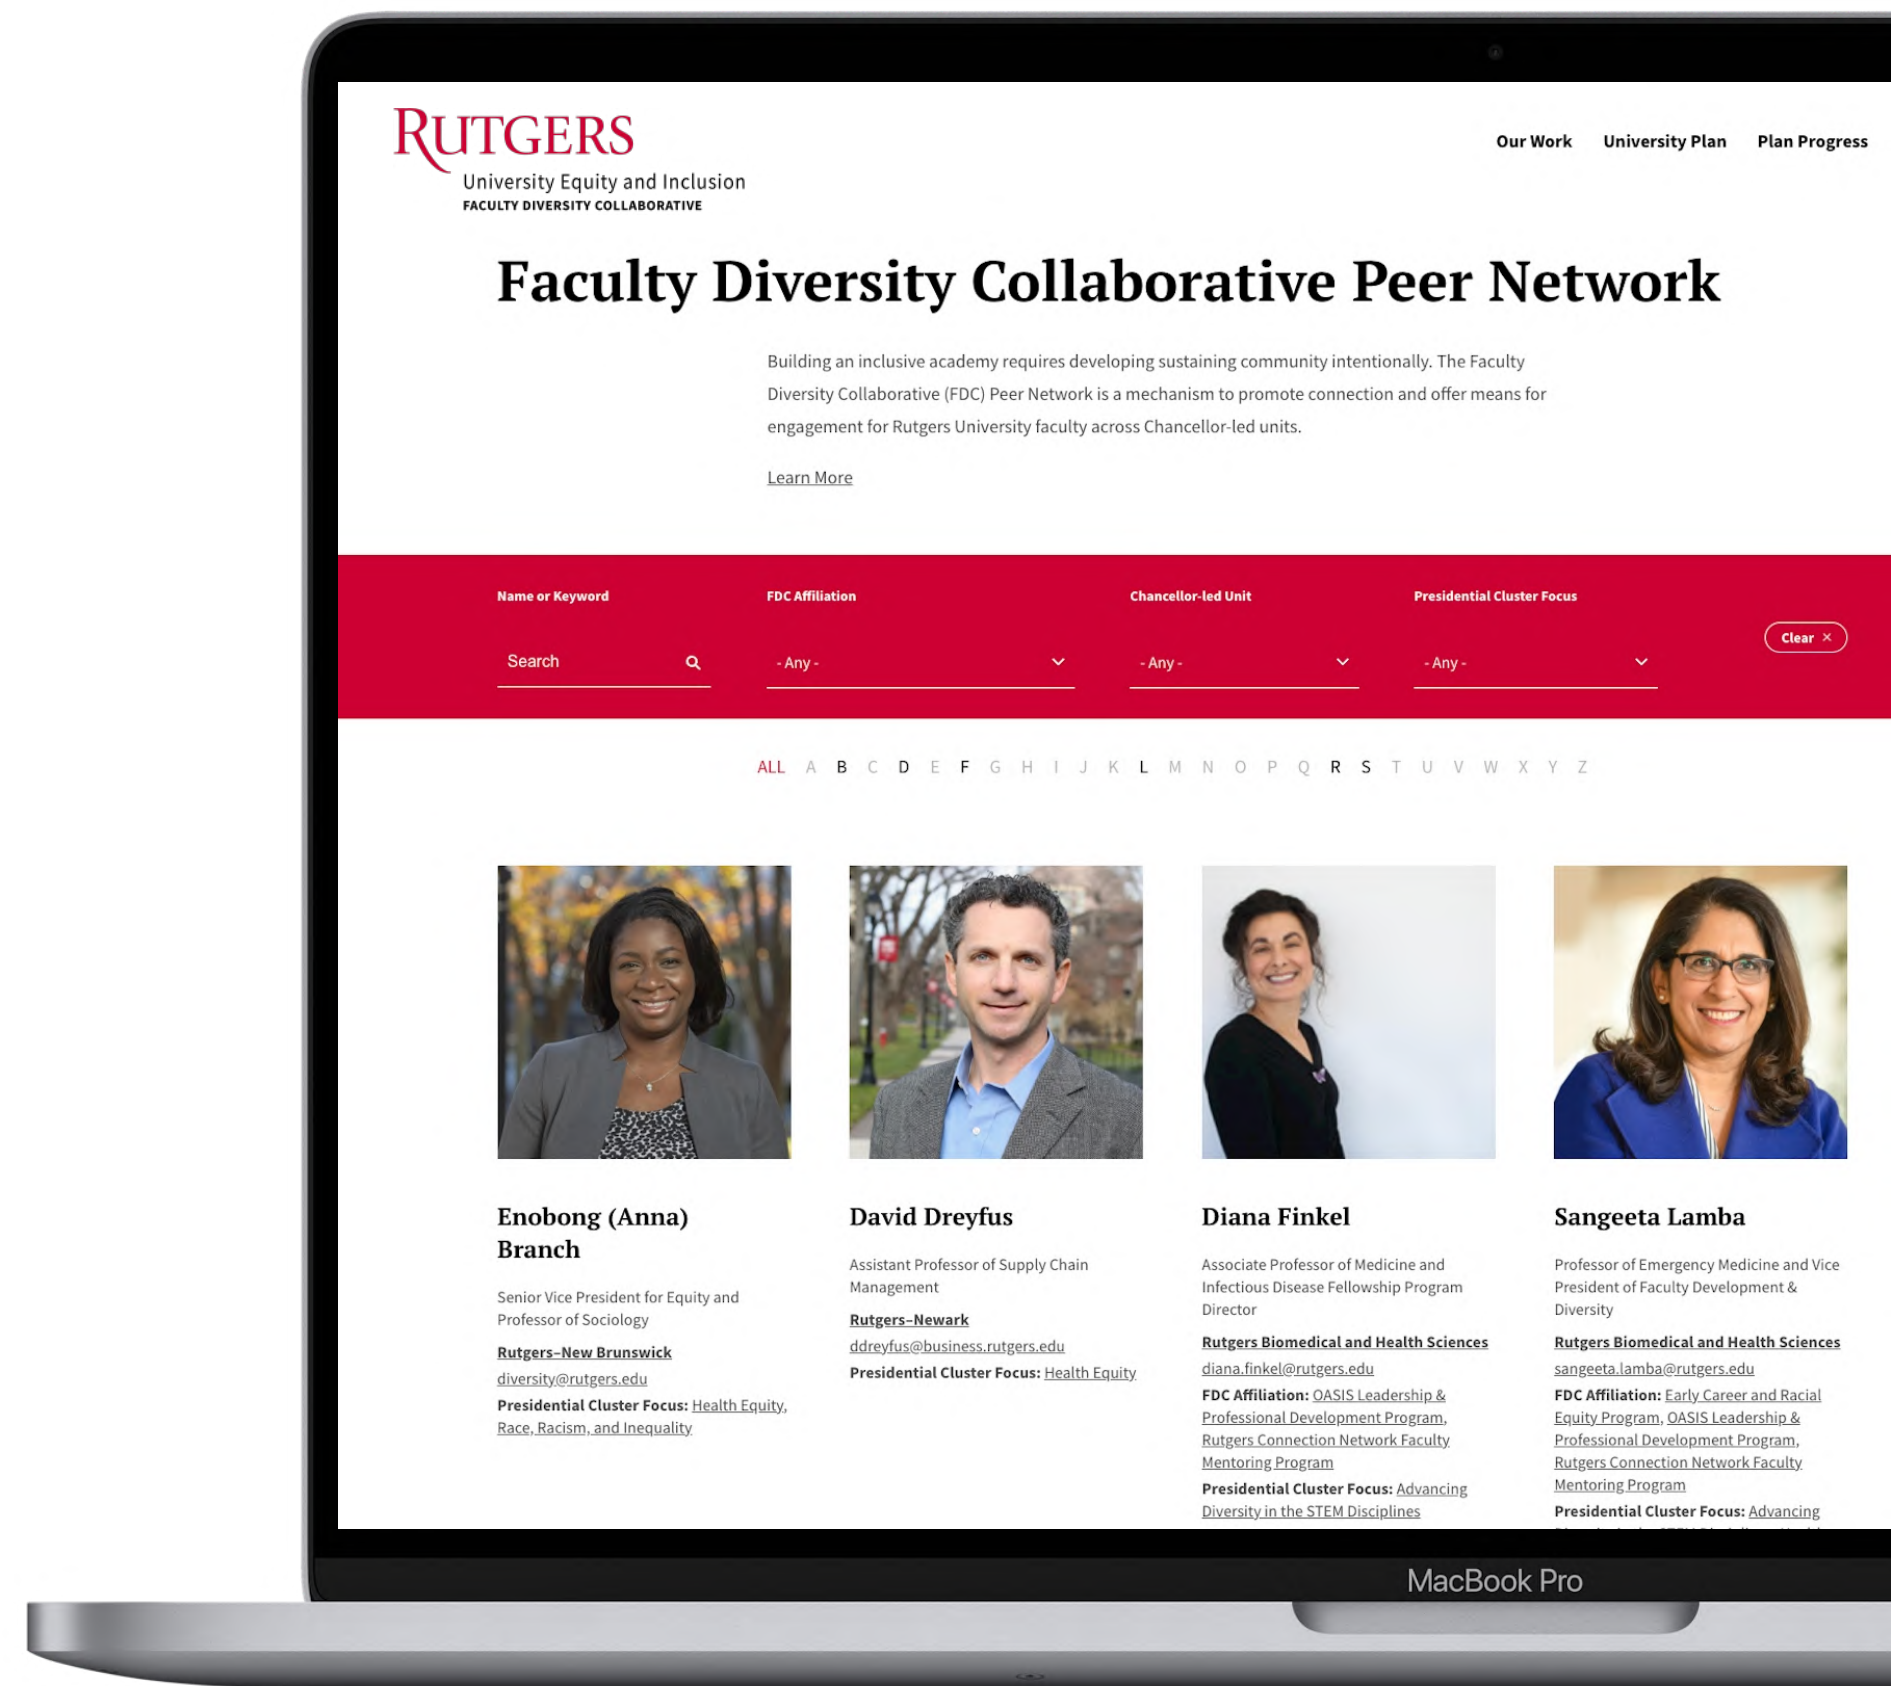 RUTGERS
University Equity and Inclusion
FACULTY DIVERSITY COLLABORATIVE
Our Work University Plan Plan Progress
Faculty Diversity Collaborative Peer Network
Building an inclusive academy requires developing sustaining community intentionally. The Faculty
Diversity Collaborative (FDC) Peer Network is a mechanism to promote connection and offer means for
engagement for Rutgers University faculty across Chancellor-led units.
Learn More
Name or Keyword FDC Affiliation Chancellor-led Unit Presidential Cluster Focus
Clear ×
Search - Any - - Any - - Any -
ALL A B C D E F G H I J K L M N O P Q R S T U V W X Y Z
Enobong (Anna)
Branch
Senior Vice President for Equity and
Professor of Sociology
Rutgers–New Brunswick
diversity@rutgers.edu
Presidential Cluster Focus: Health Equity,
Race, Racism, and Inequality
David Dreyfus
Assistant Professor of Supply Chain
Management
Rutgers–Newark
ddreyfus@business.rutgers.edu
Presidential Cluster Focus: Health Equity
Diana Finkel
Associate Professor of Medicine and
Infectious Disease Fellowship Program
Director
Rutgers Biomedical and Health Sciences
diana.finkel@rutgers.edu
FDC Affiliation: OASIS Leadership &
Professional Development Program,
Rutgers Connection Network Faculty
Mentoring Program
Presidential Cluster Focus: Advancing
Diversity in the STEM Disciplines
Sangeeta Lamba
Professor of Emergency Medicine and Vice
President of Faculty Development &
Diversity
Rutgers Biomedical and Health Sciences
sangeeta.lamba@rutgers.edu
FDC Affiliation: Early Career and Racial
Equity Program, OASIS Leadership &
Professional Development Program,
Rutgers Connection Network Faculty
Mentoring Program
Presidential Cluster Focus: Advancing
MacBook Pro